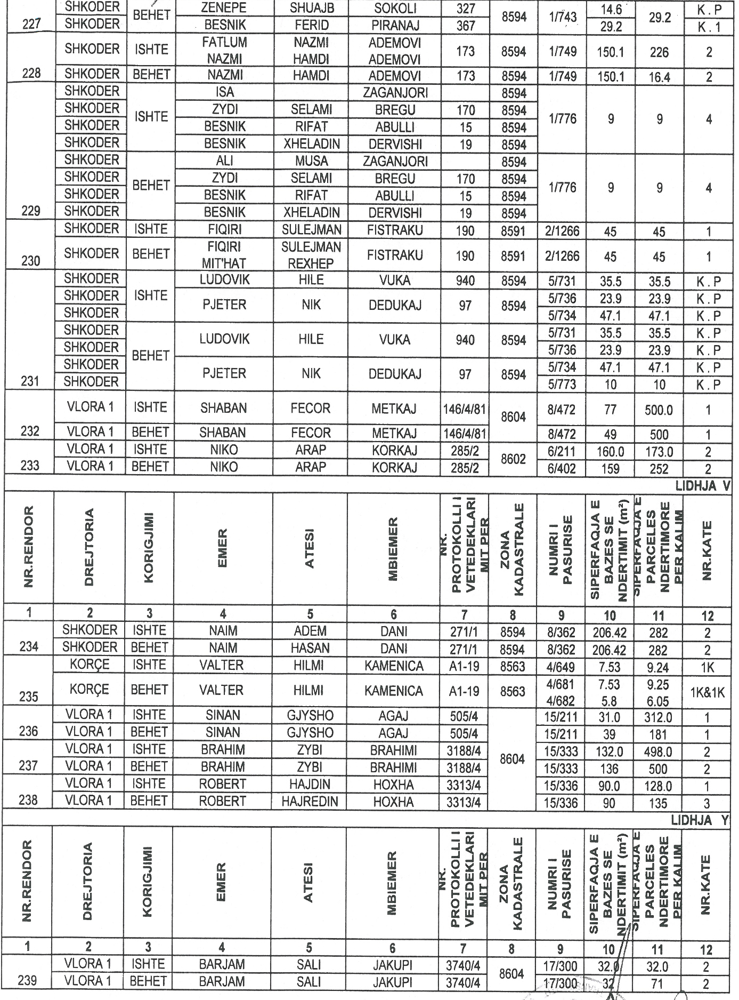 SHKODER BEHET ZENEPE SHUAJB SOKOLI 327 8594 1/743 14.6 29.2 K.P
227 SHKODER BESNIK FERID PIRANAJ 367 29.2 K.1
SHKODER ISHTE FATLUM NAZMI ADEMOVI 173 8594 1/749 150.1 226 2
NAZMI HAMDI ADEMOVI
228 SHKODER BEHET NAZMI HAMDI ADEMOVI 173 8594 1/749 150.1 16.4 2
SHKODER ISHTE ISA ZAGANJORI 8594 1/776 9 9 4
SHKODER ZYDI SELAMI BREGU 170 8594
SHKODER BESNIK RIFAT ABULLI 15 8594
SHKODER BESNIK XHELADIN DERVISHI 19 8594
SHKODER BEHET ALI MUSA ZAGANJORI 8594 1/776 9 9 4
SHKODER ZYDI SELAMI BREGU 170 8594
SHKODER BESNIK RIFAT ABULLI 15 8594
229 SHKODER BESNIK XHELADIN DERVISHI 19 8594
SHKODER ISHTE FIQIRI SULEJMAN FISTRAKU 190 8591 2/1266 45 45 1
230 SHKODER BEHET FIQIRI SULEJMAN FISTRAKU 190 8591 2/1266 45 45 1
MIT'HAT REXHEP
SHKODER ISHTE LUDOVIK HILE VUKA 940 8594 5/731 35.5 35.5 K.P
SHKODER PJETER NIK DEDUKAJ 97 8594 5/736 23.9 23.9 K.P
SHKODER 5/734 47.1 47.1 K.P
SHKODER BEHET LUDOVIK HILE VUKA 940 8594 5/731 35.5 35.5 K.P
SHKODER 5/736 23.9 23.9 K.P
SHKODER PJETER NIK DEDUKAJ 97 8594 5/734 47.1 47.1 K.P
231 SHKODER 5/773 10 10 K.P
VLORA 1 ISHTE SHABAN FECOR METKAJ 146/4/81 8604 8/472 77 500.0 1
232 VLORA 1 BEHET SHABAN FECOR METKAJ 146/4/81 8/472 49 500 1
VLORA 1 ISHTE NIKO ARAP KORKAJ 285/2 8602 6/211 160.0 173.0 2
233 VLORA 1 BEHET NIKO ARAP KORKAJ 285/2 6/402 159 252 2
LIDHJA V
NR.RENDOR DREJTORIA KORIGJIMI EMER ATESI MBIEMER NR. PROTOKOLLI I VETEDEKLARI MIT PER ZONA KADASTRALE NUMRI I PASURISE SIPERFAQJA E BAZES SE NDERTIMIT (m²) SIPERFAQJA E PARCELES NDERTIMORE PER KALIM NR.KATE
1 2 3 4 5 6 7 8 9 10 11 12
SHKODER ISHTE NAIM ADEM DANI 271/1 8594 8/362 206.42 282 2
234 SHKODER BEHET NAIM HASAN DANI 271/1 8594 8/362 206.42 282 2
KORÇE ISHTE VALTER HILMI KAMENICA A1-19 8563 4/649 7.53 9.24 1K
235 KORÇE BEHET VALTER HILMI KAMENICA A1-19 8563 4/681 7.53 9.25 1K&1K
4/682 5.8 6.05
VLORA 1 ISHTE SINAN GJYSHO AGAJ 505/4 8604 15/211 31.0 312.0 1
236 VLORA 1 BEHET SINAN GJYSHO AGAJ 505/4 15/211 39 181 1
VLORA 1 ISHTE BRAHIM ZYBI BRAHIMI 3188/4 15/333 132.0 498.0 2
237 VLORA 1 BEHET BRAHIM ZYBI BRAHIMI 3188/4 15/333 136 500 2
VLORA 1 ISHTE ROBERT HAJDIN HOXHA 3313/4 15/336 90.0 128.0 1
238 VLORA 1 BEHET ROBERT HAJREDIN HOXHA 3313/4 15/336 90 135 3
LIDHJA Y
NR.RENDOR DREJTORIA KORIGJIMI EMER ATESI MBIEMER NR. PROTOKOLLI I VETEDEKLARI MIT PER ZONA KADASTRALE NUMRI I PASURISE SIPERFAQJA E BAZES SE NDERTIMIT (m²) SIPERFAQJA E PARCELES NDERTIMORE PER KALIM NR.KATE
1 2 3 4 5 6 7 8 9 10 11 12
VLORA 1 ISHTE BARJAM SALI JAKUPI 3740/4 8604 17/300 32.0 32.0 2
239 VLORA 1 BEHET BARJAM SALI JAKUPI 3740/4 17/300 32 71 2